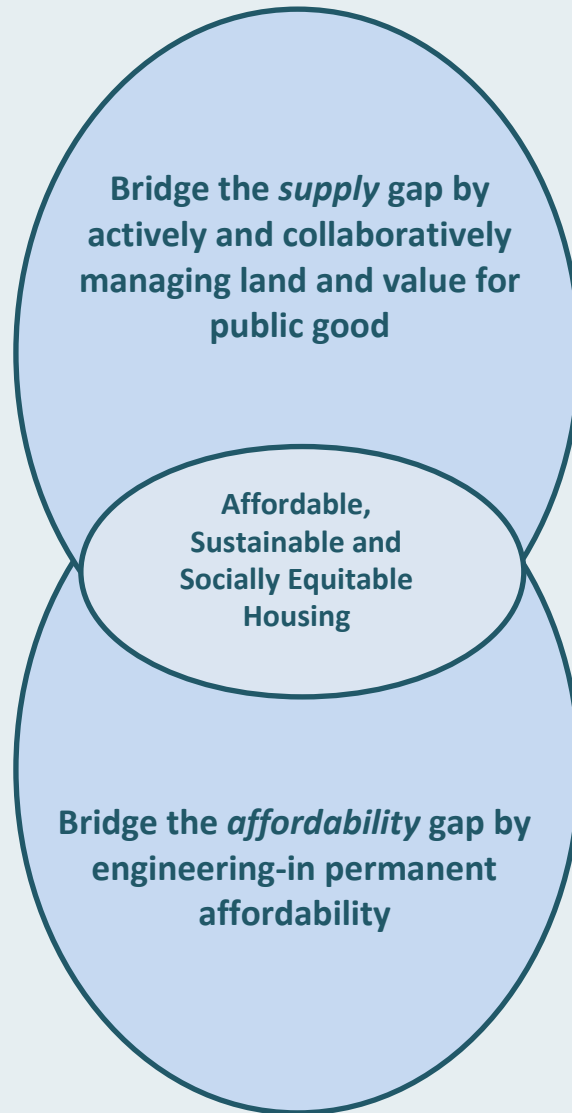 Bridge the supply gap by
actively and collaboratively
managing land and value for
public good
Affordable,
Sustainable and
Socially Equitable
Housing
Bridge the affordability gap by
engineering-in permanent
affordability